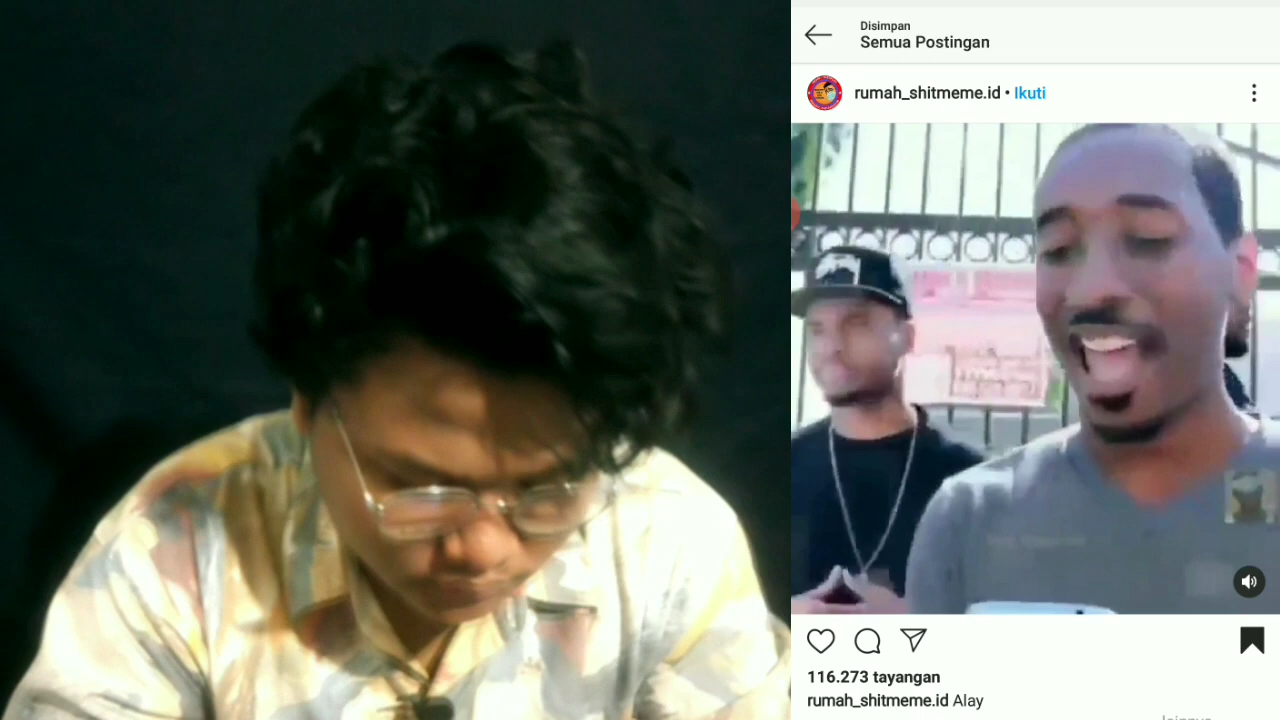 Disimpan
Semua Postingan
rumah_shitmeme.id • Ikuti
116.273 tayangan
rumah_shitmeme.id Alay